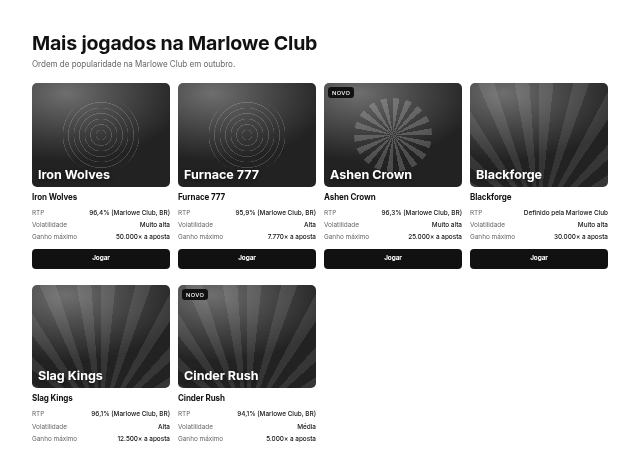 Mais jogados na Marlowe Club
Ordem de popularidade na Marlowe Club em outubro.
Iron Wolves
Iron Wolves
RTP 96,4% (Marlowe Club, BR)
Volatilidade Muito alta
Ganho máximo 50.000× a aposta
Jogar
Furnace 777
Furnace 777
RTP 95,9% (Marlowe Club, BR)
Volatilidade Alta
Ganho máximo 7.770× a aposta
Jogar
NOVO
Ashen Crown
Ashen Crown
RTP 96,3% (Marlowe Club, BR)
Volatilidade Muito alta
Ganho máximo 25.000× a aposta
Jogar
Blackforge
Blackforge
RTP Definido pela Marlowe Club
Volatilidade Muito alta
Ganho máximo 30.000× a aposta
Jogar
Slag Kings
Slag Kings
RTP 96,1% (Marlowe Club, BR)
Volatilidade Alta
Ganho máximo 12.500× a aposta
NOVO
Cinder Rush
Cinder Rush
RTP 94,1% (Marlowe Club, BR)
Volatilidade Média
Ganho máximo 5.000× a aposta